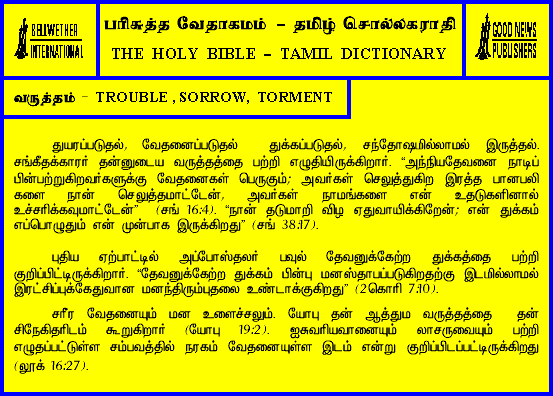 BELLWETHER
INTERNATIONAL
பரிசுத்த வேதாகமம் - தமிழ் சொல்லகராதி
THE HOLY BIBLE - TAMIL DICTIONARY
GOOD NEWS
PUBLISHERS
வருத்தம் - TROUBLE , SORROW, TORMENT
துயரப்படுதல், வேதனைப்படுதல் துக்கப்படுதல், சந்தோஷமில்லாமல் இருத்தல்.
சங்கீதக்காரர் தன்னுடைய வருத்தத்தை பற்றி எழுதியிருக்கிறார். "அந்நியதேவனை நாடிப்
பின்பற்றுகிறவர்களுக்கு வேதனைகள் பெருகும்; அவர்கள் செலுத்துகிற இரத்த பானபலி
களை நான் செலுத்தமாட்டேன், அவர்கள் நாமங்களை என் உதடுகளினால்
உச்சரிக்கவுமாட்டேன்" (சங் 16:4). "நான் தடுமாறி விழ ஏதுவாயிக்கிறேன்; என் துக்கம்
எப்பொழுதும் என் முன்பாக இருக்கிறது" (சங் 38:17).
புதிய ஏற்பாட்டில் அப்போஸ்தலர் பவுல் தேவனுக்கேற்ற துக்கத்தை பற்றி
குறிப்பிட்டிருக்கிறார். "தேவனுக்கேற்ற துக்கம் பின்பு மனஸ்தாபப்படுகிறதற்கு இடமில்லாமல்
இரட்சிப்புக்கேதுவான மனந்திரும்புதலை உண்டாக்குகிறது" (2கொரி 7:10).
சரீர வேதனையும் மன உளைச்சலும். யோபு தன் ஆத்தும வருத்தத்தை தன்
சிநேகிதரிடம் கூறுகிறார் (யோபு 19:2). ஐசுவரியவானையும் லாசருவையும் பற்றி
எழுதப்பட்டுள்ள சம்பவத்தில் நரகம் வேதனையுள்ள இடம் என்று குறிப்பிடப்பட்டிருக்கிறது
(லூக் 16:27).